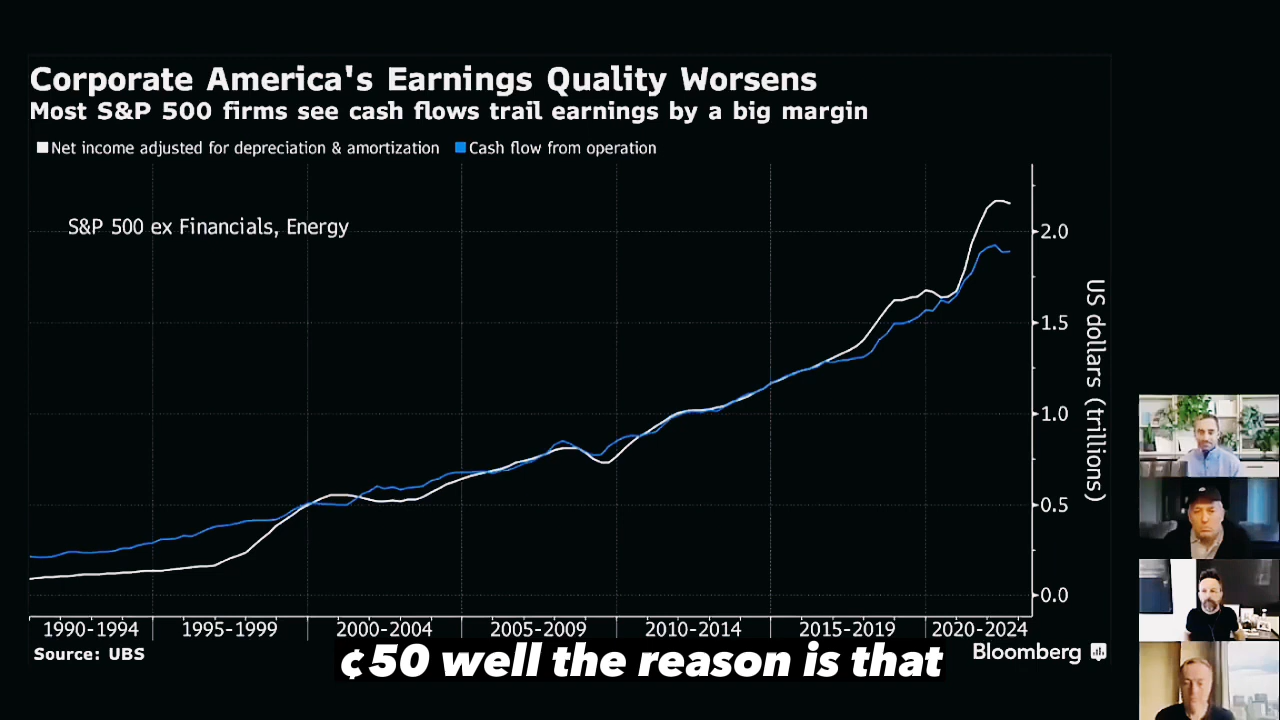 Corporate America's Earnings Quality Worsens
Most S&P 500 firms see cash flows trail earnings by a big margin
Net income adjusted for depreciation & amortization Cash flow from operation
S&P 500 ex Financials, Energy
2.0
1.5
1.0
0.5
0.0
US dollars (trillions)
1990-1994 1995-1999 2000-2004 2005-2009 2010-2014 2015-2019 2020-2024
Source: UBS
Bloomberg
¢50 well the reason is that